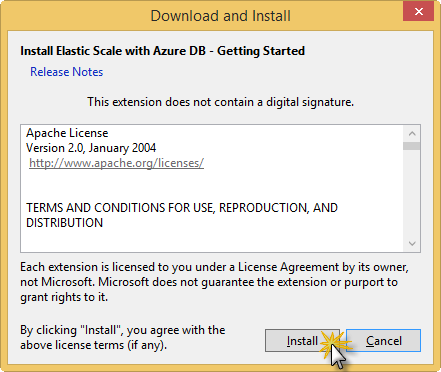 Download and Install
Install Elastic Scale with Azure DB - Getting Started
Release Notes
This extension does not contain a digital signature.
Apache License
Version 2.0, January 2004
http://www.apache.org/licenses/
TERMS AND CONDITIONS FOR USE, REPRODUCTION, AND
DISTRIBUTION
Each extension is licensed to you under a License Agreement by its owner,
not Microsoft. Microsoft does not guarantee the extension or purport to
grant rights to it.
By clicking "Install", you agree with the
above license terms (if any).
Install
Cancel